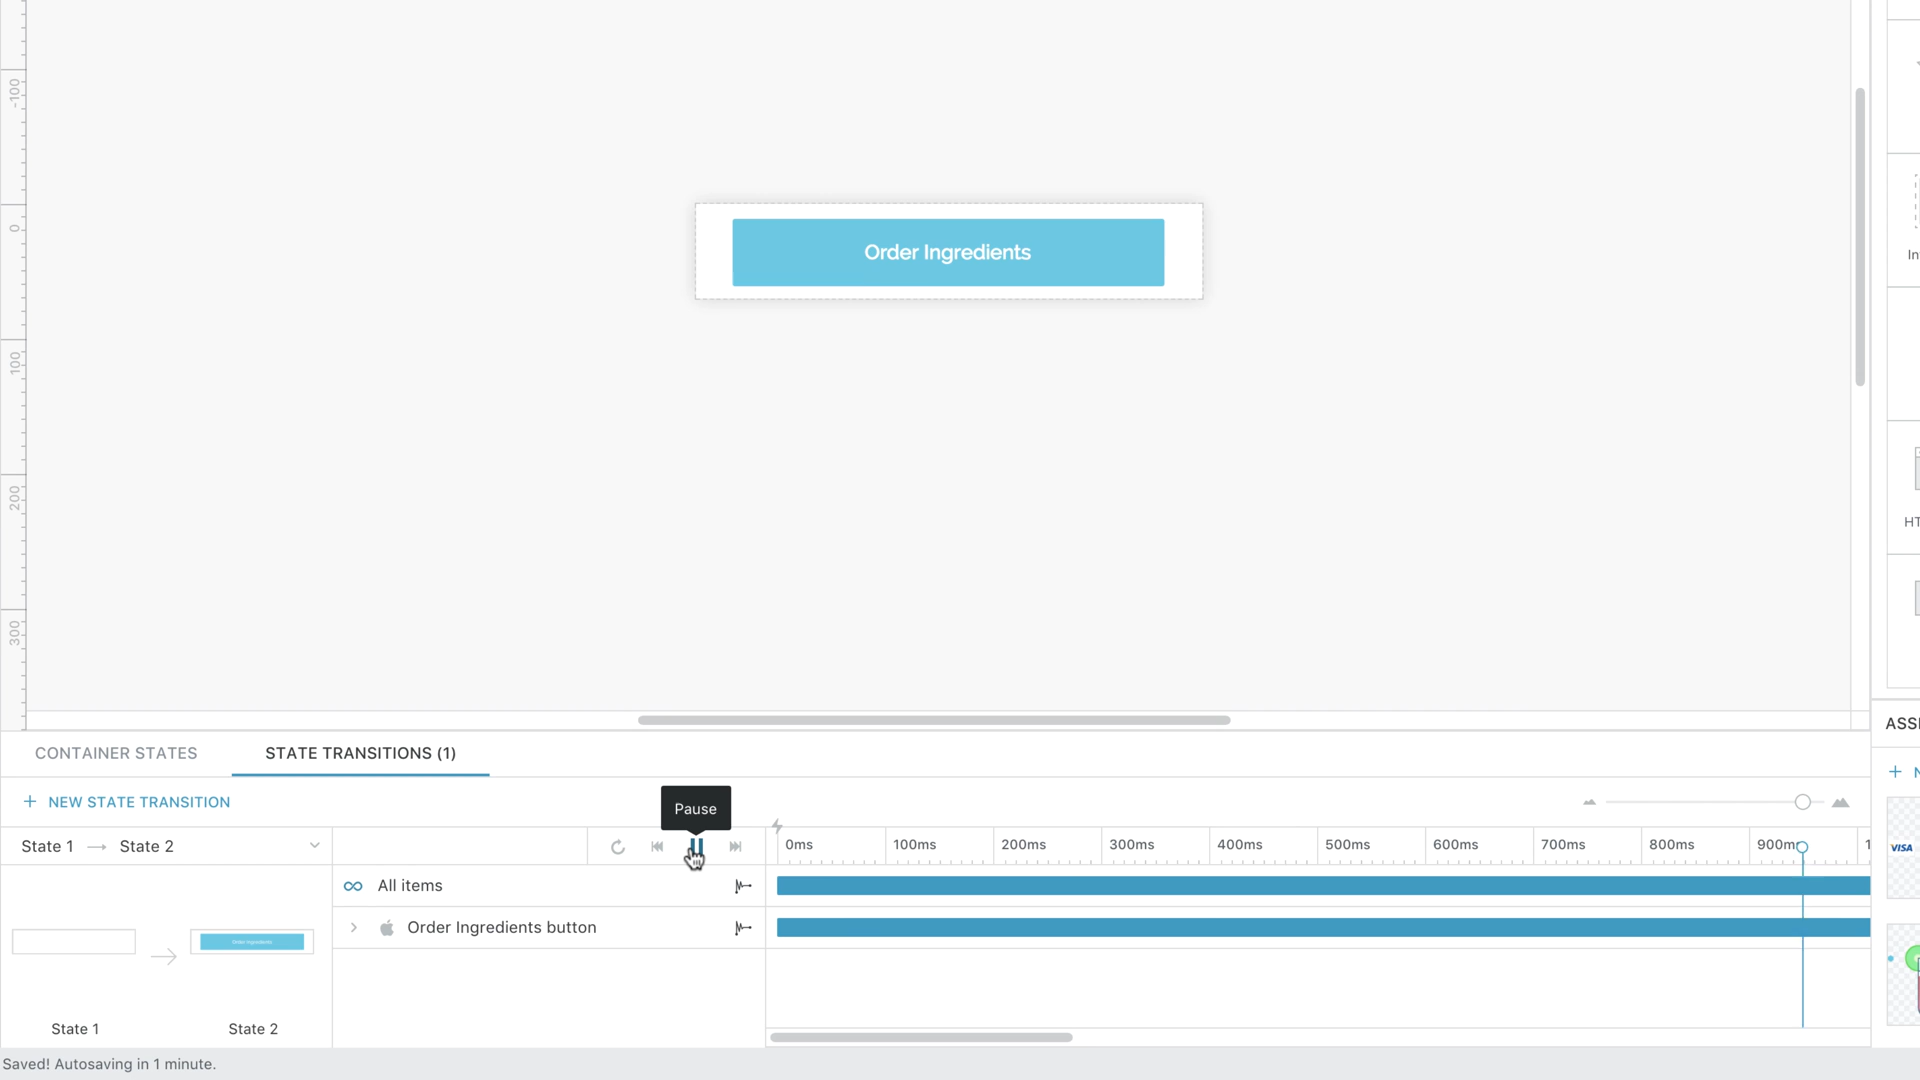 -100
0
100
200
300
Order Ingredients
In
HT
CONTAINER STATES
STATE TRANSITIONS (1)
ASSE
+ NEW STATE TRANSITION
Pause
+ N
State 1
State 2
0ms
100ms
200ms
300ms
400ms
500ms
600ms
700ms
800ms
900m
VISA
All items
Order Ingredients button
State 1
State 2
Saved! Autosaving in 1 minute.